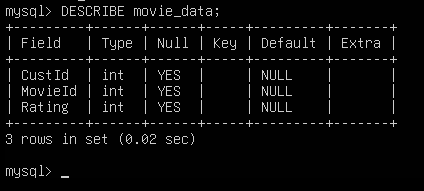 mysql> DESCRIBE movie_data;
+---------+------+------+-----+---------+-------+
| Field   | Type | Null | Key | Default | Extra |
+---------+------+------+-----+---------+-------+
| CustId  | int  | YES  |     | NULL    |       |
| MovieId | int  | YES  |     | NULL    |       |
| Rating  | int  | YES  |     | NULL    |       |
+---------+------+------+-----+---------+-------+
3 rows in set (0.02 sec)
mysql> _